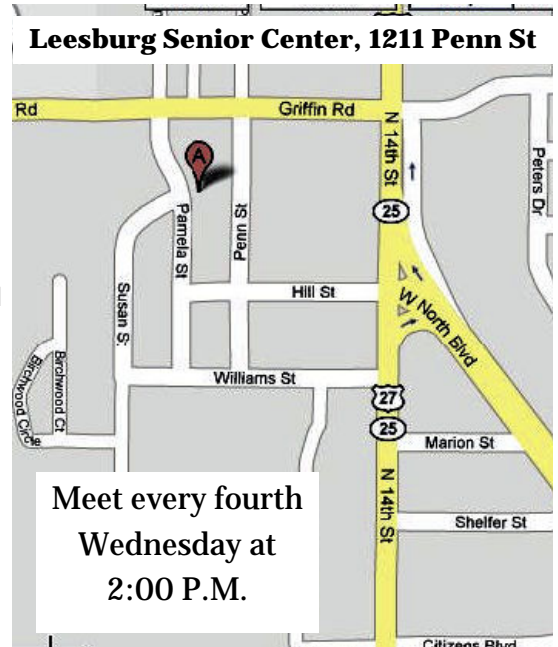 Leesburg Senior Center, 1211 Penn St
Rd
Griffin Rd
N 14th St
Peters Dr
A
25
Pamela St
Penn St
Susan S
Hill St
W North Blvd
Birchwood Ct
Birchwood Circle
Williams St
27
25
Marion St
N 14th St
Shelfer St
Meet every fourth
Wednesday at
2:00 P.M.
Citizens Blvd